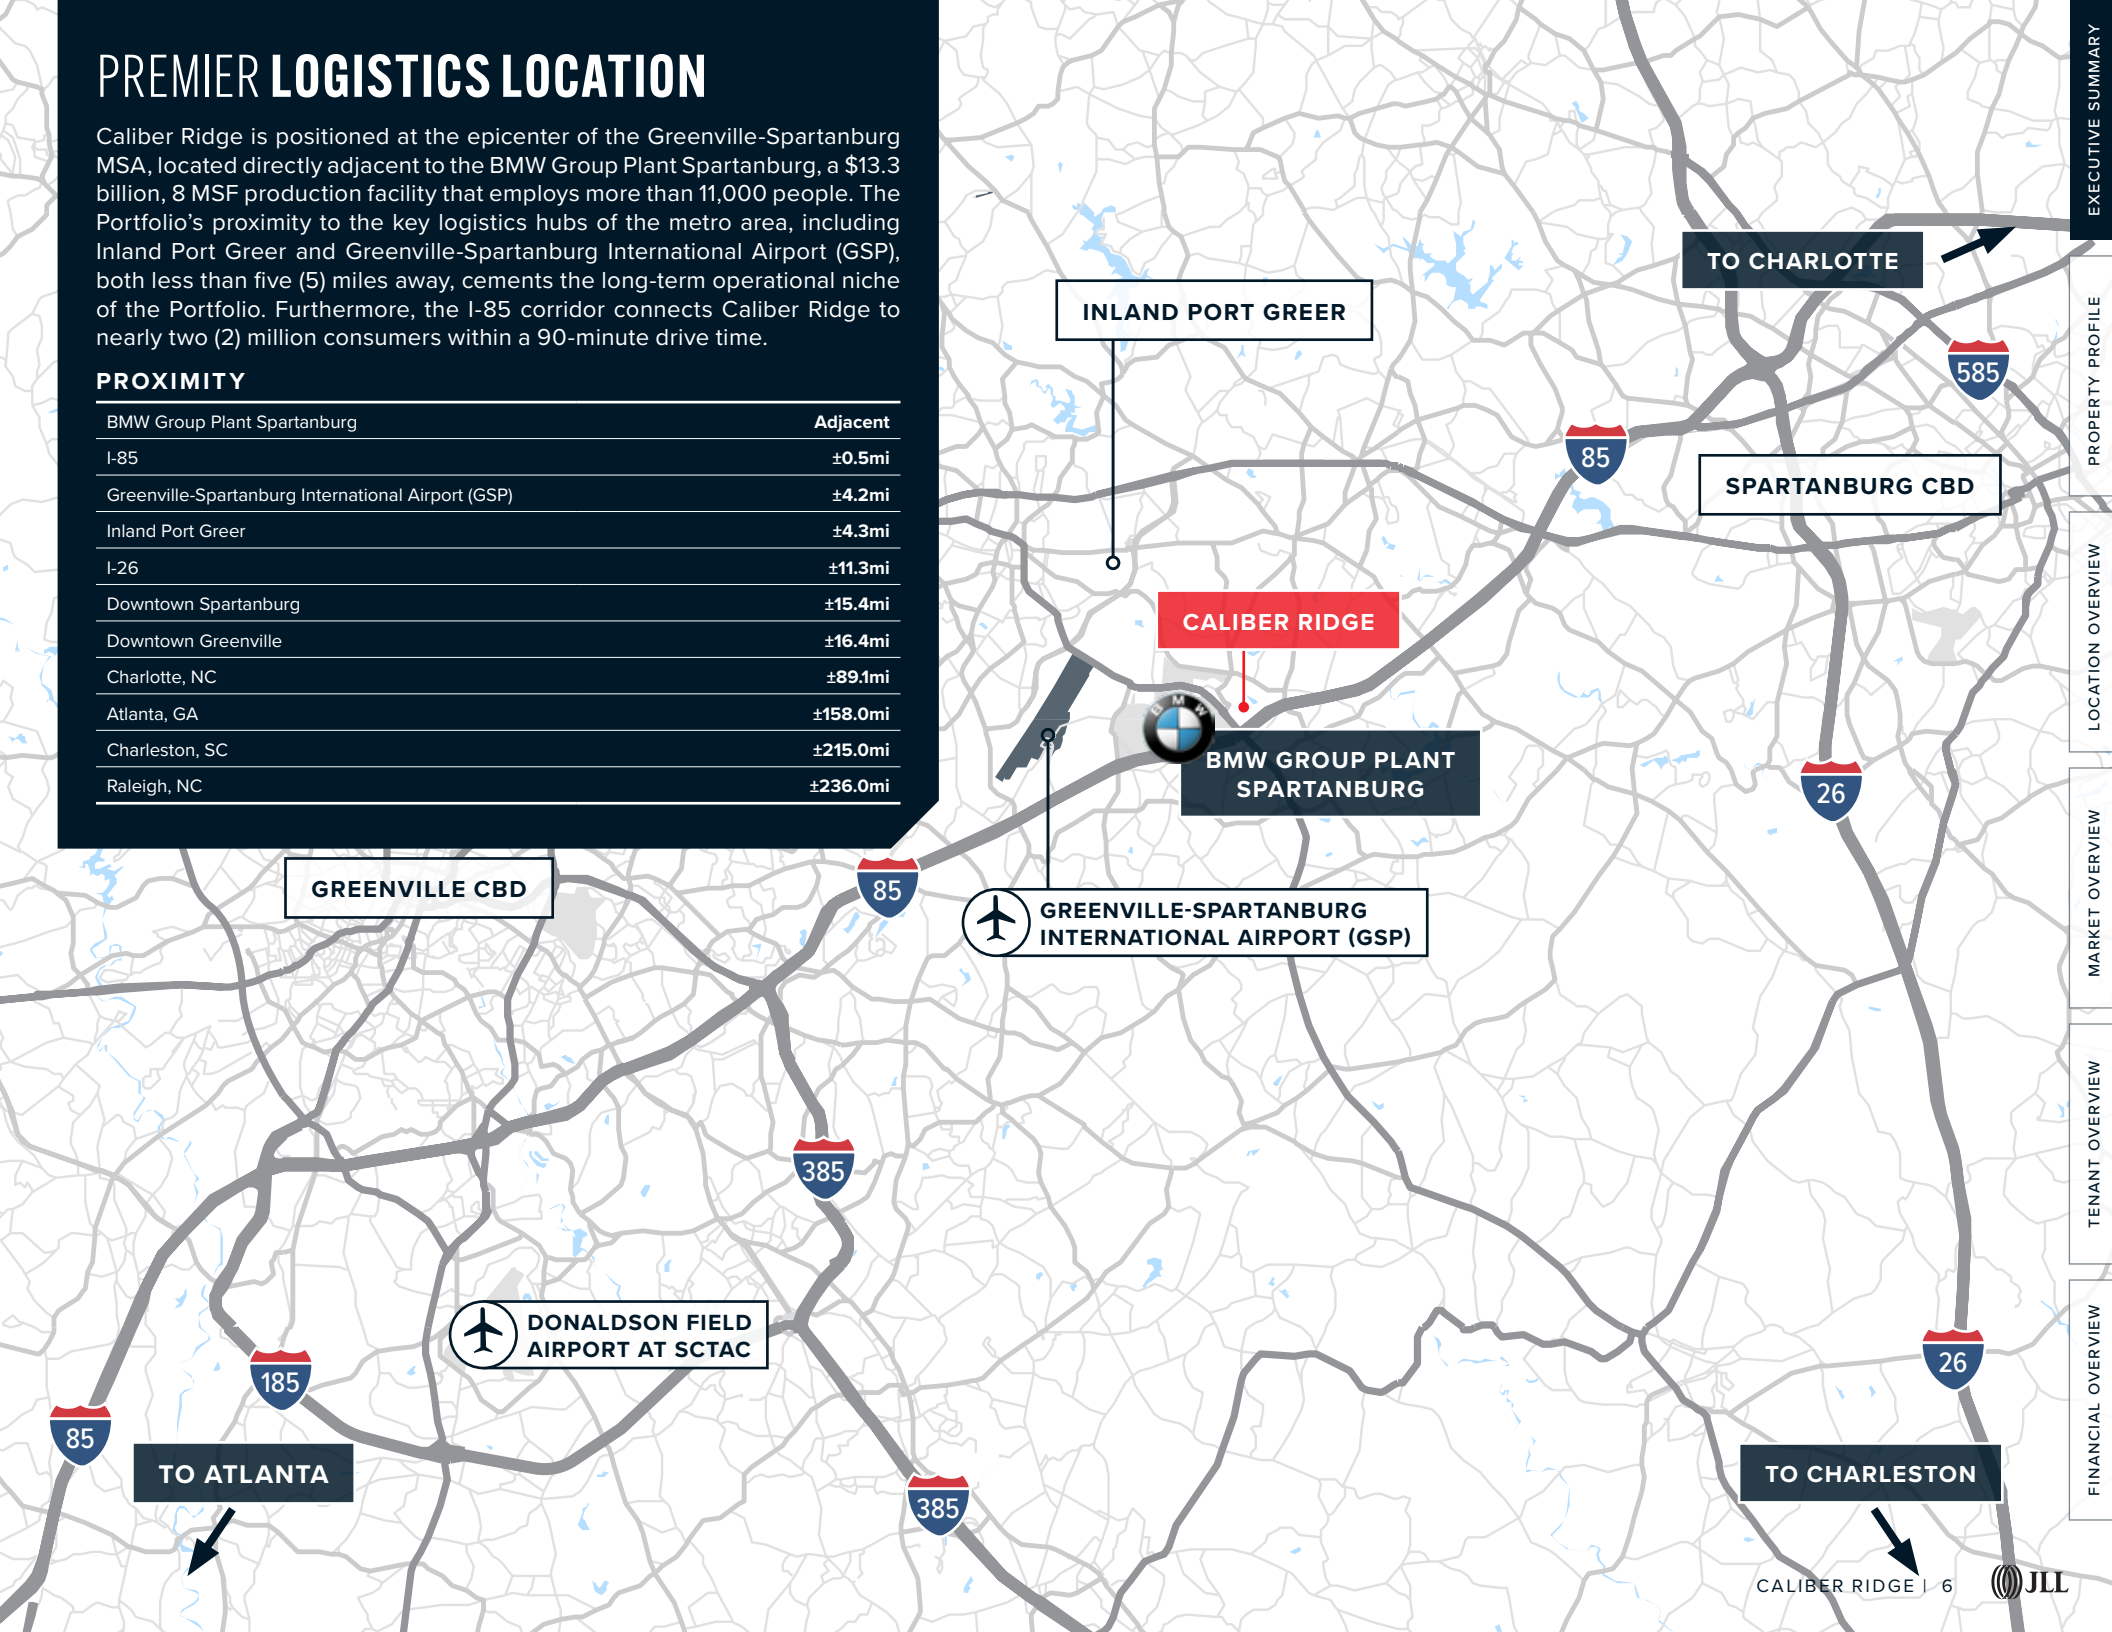 PREMIER LOGISTICS LOCATION
Caliber Ridge is positioned at the epicenter of the Greenville-Spartanburg
MSA, located directly adjacent to the BMW Group Plant Spartanburg, a $13.3
billion, 8 MSF production facility that employs more than 11,000 people. The
Portfolio’s proximity to the key logistics hubs of the metro area, including
Inland Port Greer and Greenville-Spartanburg International Airport (GSP),
both less than five (5) miles away, cements the long-term operational niche
of the Portfolio. Furthermore, the I-85 corridor connects Caliber Ridge to
nearly two (2) million consumers within a 90-minute drive time.
PROXIMITY
BMW Group Plant Spartanburg Adjacent
I-85 ±0.5mi
Greenville-Spartanburg International Airport (GSP) ±4.2mi
Inland Port Greer ±4.3mi
I-26 ±11.3mi
Downtown Spartanburg ±15.4mi
Downtown Greenville ±16.4mi
Charlotte, NC ±89.1mi
Atlanta, GA ±158.0mi
Charleston, SC ±215.0mi
Raleigh, NC ±236.0mi
TO CHARLOTTE
INLAND PORT GREER
585
85
SPARTANBURG CBD
CALIBER RIDGE
BMW
BMW GROUP PLANT
SPARTANBURG
26
GREENVILLE CBD
85
GREENVILLE-SPARTANBURG
INTERNATIONAL AIRPORT (GSP)
385
DONALDSON FIELD
AIRPORT AT SCTAC
185
26
85
TO ATLANTA
TO CHARLESTON
385
EXECUTIVE SUMMARY
PROPERTY PROFILE
LOCATION OVERVIEW
MARKET OVERVIEW
TENANT OVERVIEW
FINANCIAL OVERVIEW
CALIBER RIDGE | 6
JLL